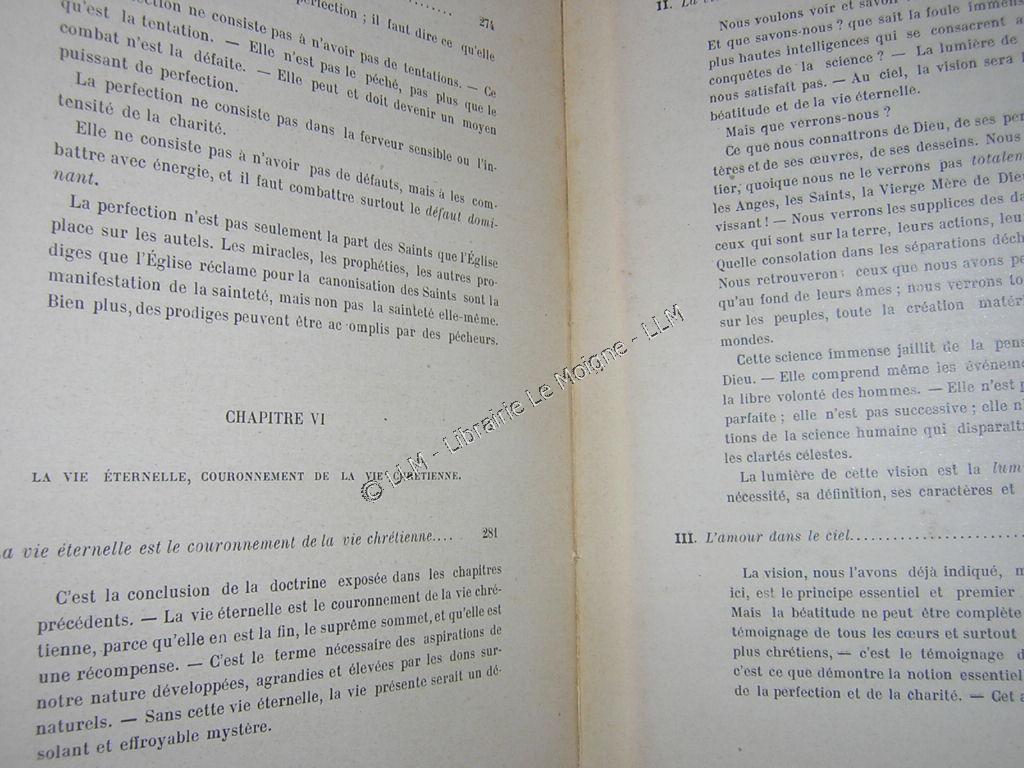 perfection ; il faut dire ce qu'elle
..... 274
ne consiste pas à n'avoir pas de tentations. — Ce
qu'est la tentation. — Elle n'est pas le péché, pas plus que le
combat n'est la défaite. — Elle peut et doit devenir un moyen
puissant de perfection.
La perfection ne consiste pas dans la ferveur sensible ou l'in-
tensité de la charité.
Elle ne consiste pas à n'avoir pas de défauts, mais à les com-
battre avec énergie, et il faut combattre surtout le défaut domi-
nant.
La perfection n'est pas seulement la part des Saints que l'Église
place sur les autels. Les miracles, les prophéties, les autres pro-
diges que l'Église réclame pour la canonisation des Saints sont la
manifestation de la sainteté, mais non pas la sainteté elle-même.
Bien plus, des prodiges peuvent être ac omplis par des pécheurs.
CHAPITRE VI
LA VIE ÉTERNELLE, COURONNEMENT DE LA VIE CHRÉTIENNE.
a vie éternelle est le couronnement de la vie chrétienne.... 281
C'est la conclusion de la doctrine exposée dans les chapitres
précédents. — La vie éternelle est le couronnement de la vie chré-
tienne, parce qu'elle en est la fin, le suprême sommet, et qu'elle est
une récompense. — C'est le terme nécessaire des aspirations de
notre nature développées, agrandies et élevées par les dons sur-
naturels. — Sans cette vie éternelle, la vie présente serait un dé-
solant et effroyable mystère.
II. La
Nous voulons voir et savoir
Et que savons-nous ? que sait la foule immens
plus hautes intelligences qui se consacrent a
conquêtes de la science ? — La lumière de
nous satisfait pas. — Au ciel, la vision sera l
béatitude et de la vie éternelle.
Mais que verrons-nous ?
Ce que nous connaîtrons de Dieu, de ses per
tères et de ses œuvres, de ses desseins. Nous
tier, quoique nous ne le verrons pas totalem
les Anges, les Saints, la Vierge Mère de Dieu
vissant ! — Nous verrons les supplices des da
ceux qui sont sur la terre, leurs actions, leu
Quelle consolation dans les séparations déch
Nous retrouveron: ceux que nous avons pe
qu'au fond de leurs âmes ; nous verrons to
sur les peuples, toute la création matér
mondes.
Cette science immense jaillit de la pens
Dieu. — Elle comprend même les événeme
la libre volonté des hommes. — Elle n'est p
parfaite ; elle n'est pas successive ; elle n'
tions de la science humaine qui disparaîtr
les clartés célestes.
La lumière de cette vision est la lum
nécessité, sa définition, ses caractères et
III. L'amour dans le ciel..........................
La vision, nous l'avons déjà indiqué, m
ici, est le principe essentiel et premier
Mais la béatitude ne peut être complète
témoignage de tous les cœurs et surtout
plus chrétiens, — c'est le témoignage d
c'est ce que démontre la notion essentiel
de la perfection et de la charité. — Cet a
© LLM - Librairie Le Moigne - LLM